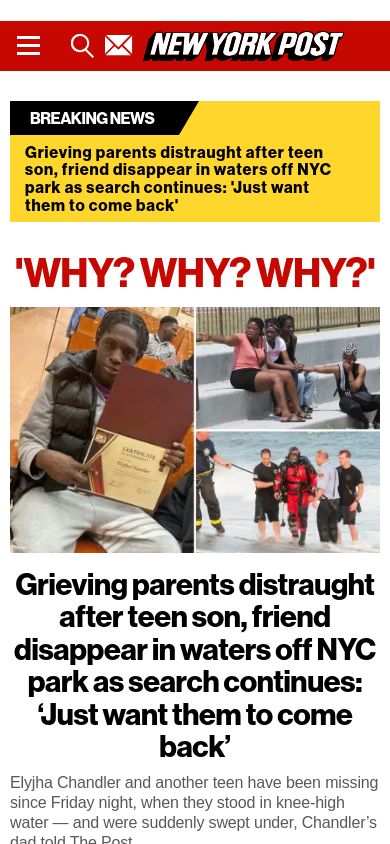 NEW YORK POST
BREAKING NEWS
Grieving parents distraught after teen
son, friend disappear in waters off NYC
park as search continues: 'Just want
them to come back'
'WHY? WHY? WHY?'
CERTIFICATE
Elyjha Chandler
Grieving parents distraught
after teen son, friend
disappear in waters off NYC
park as search continues:
‘Just want them to come
back’
Elyjha Chandler and another teen have been missing
since Friday night, when they stood in knee-high
water — and were suddenly swept under, Chandler’s
dad told The Post.